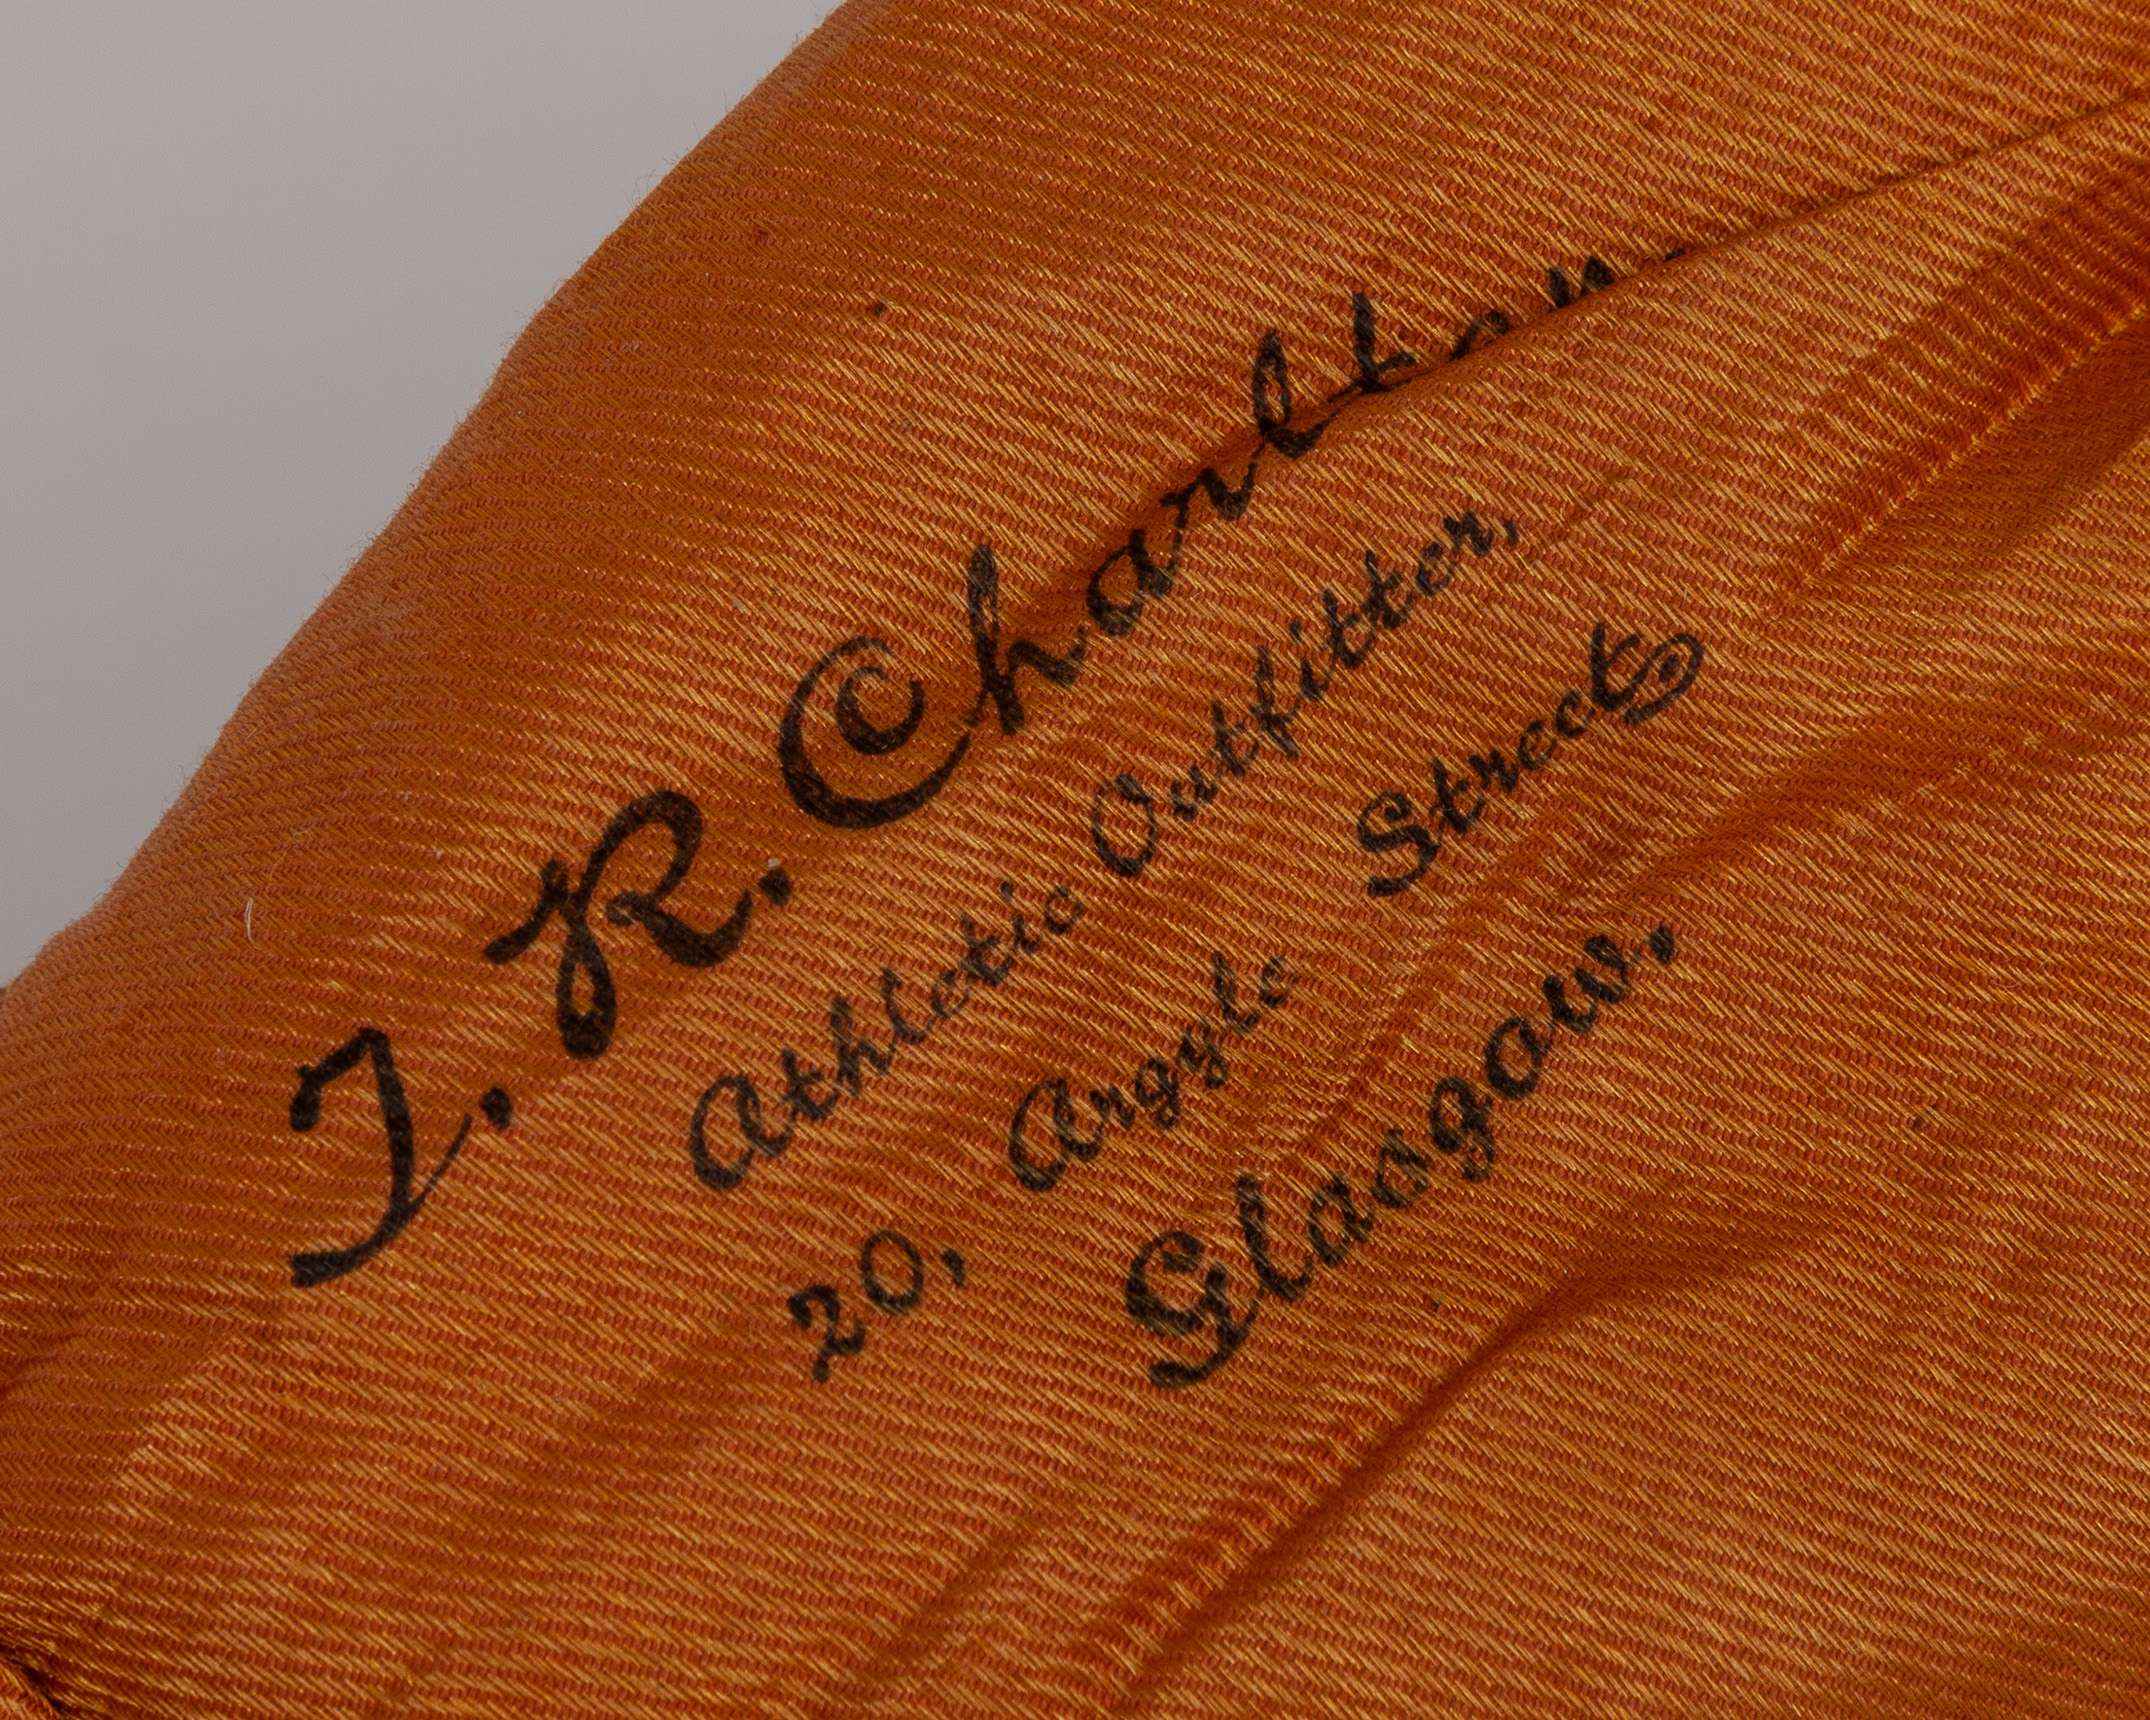 J. R. Charlton.
Athletic Outfitter,
20, Argyle Street,
Glasgow.